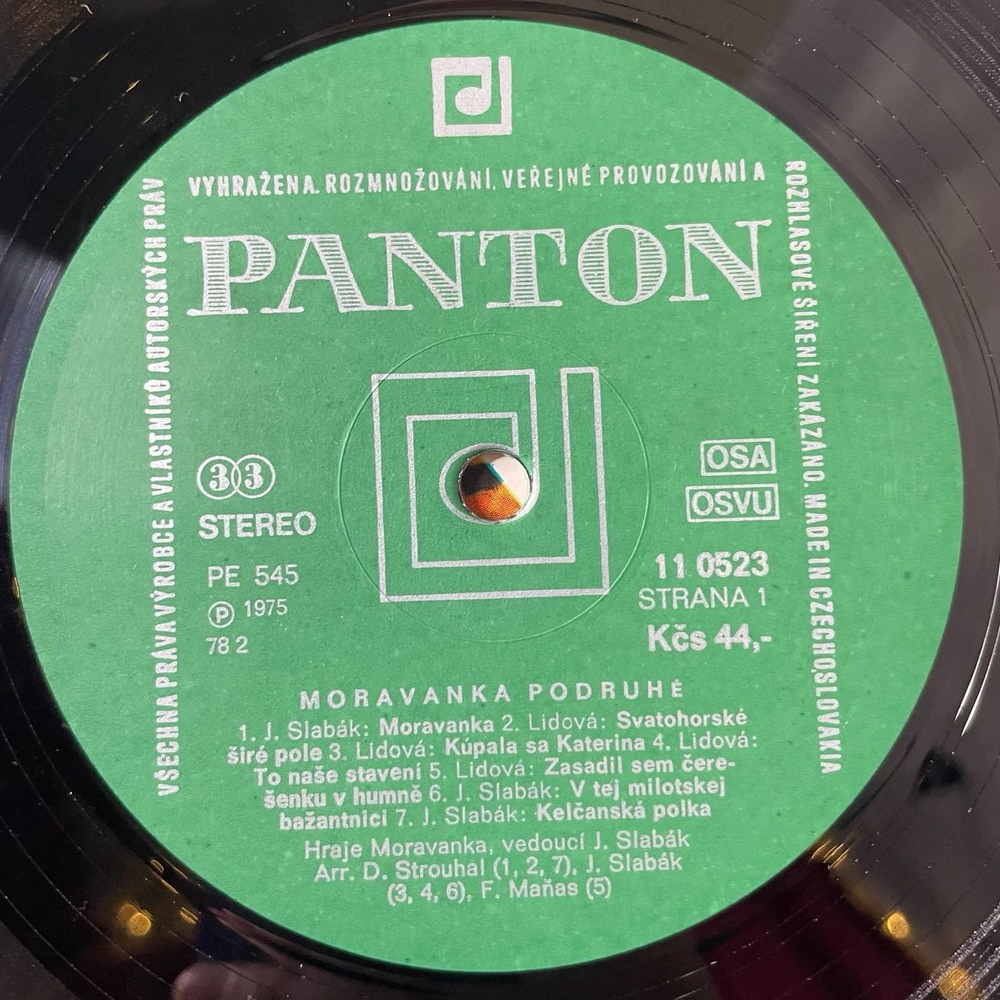 VŠECHNA PRÁVA VÝROBCE A VLASTNÍKŮ AUTORSKÝCH PRÁV
VYHRAŽENA. ROZMNOŽOVÁNÍ, VEŘEJNÉ PROVOZOVÁNÍ A
ROZHLASOVÉ ŠÍŘENÍ ZAKÁZÁNO. MADE IN CZECHOSLOVAKIA
PANTON
33
STEREO
PE 545
Ⓟ 1975
78 2
OSA
OSVU
11 0523
STRANA 1
Kčs 44,-
MORAVANKA PODRUHÉ
1. J. Slabák: Moravanka 2. Lidová: Svatohorské
širé pole 3. Lidová: Kúpala sa Katerina 4. Lidová:
To naše stavení 5. Lidová: Zasadil sem čere-
šenku v humně 6. J. Slabák: V tej milotskej
bažantnici 7. J. Slabák: Kelčanská polka
Hraje Moravanka, vedoucí J. Slabák
Arr. D. Strouhal (1, 2, 7), J. Slabák
(3, 4, 6), F. Maňas (5)